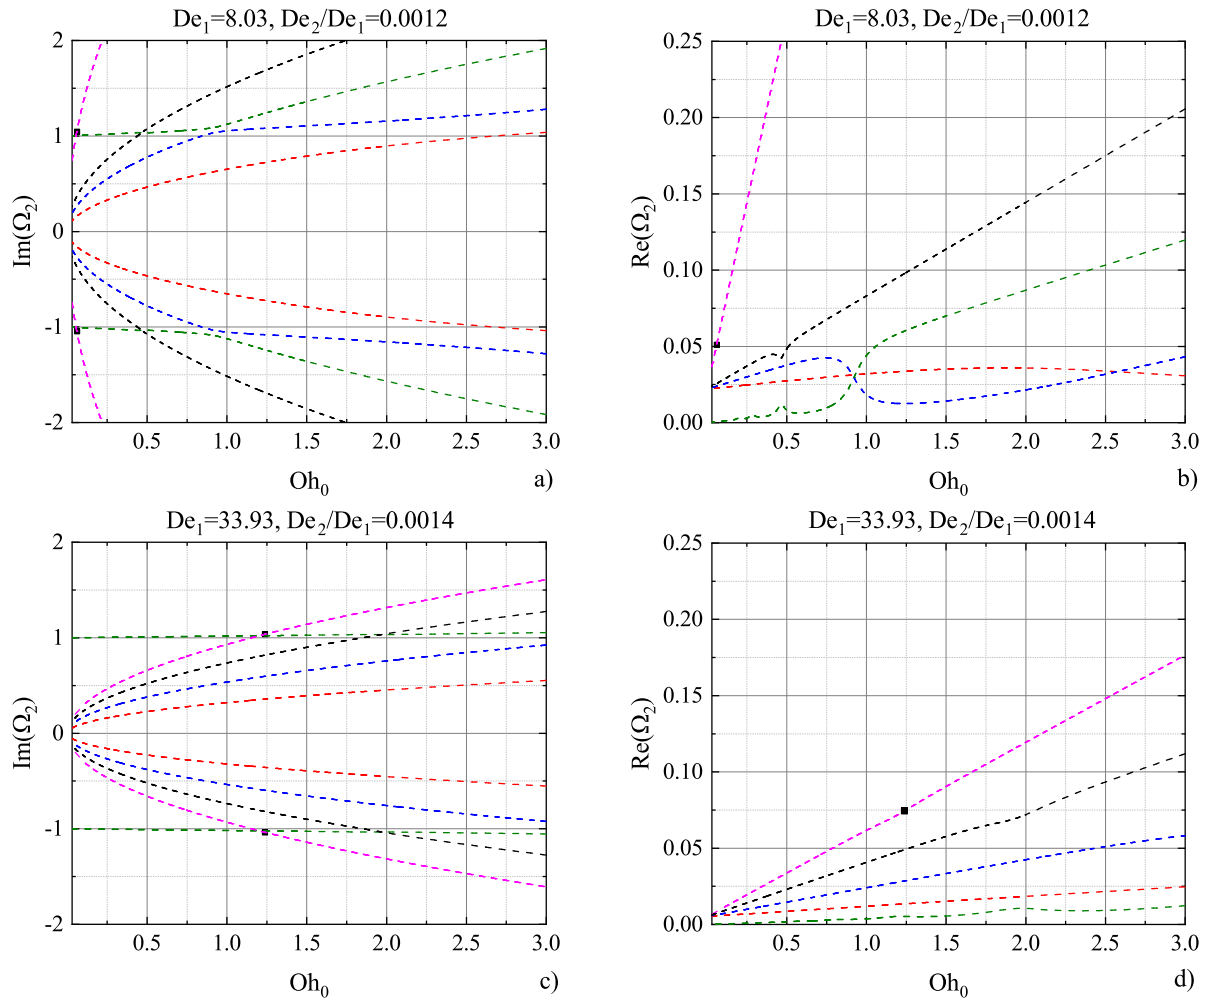 De₁=8.03, De₂/De₁=0.0012
2
1
0
-1
-2
Im(Ω₂)
0.5 1.0 1.5 2.0 2.5 3.0
Oh₀
a)
De₁=8.03, De₂/De₁=0.0012
0.25
0.20
0.15
0.10
0.05
0.00
Re(Ω₂)
0.5 1.0 1.5 2.0 2.5 3.0
Oh₀
b)
De₁=33.93, De₂/De₁=0.0014
2
1
0
-1
-2
Im(Ω₂)
0.5 1.0 1.5 2.0 2.5 3.0
Oh₀
c)
De₁=33.93, De₂/De₁=0.0014
0.25
0.20
0.15
0.10
0.05
0.00
Re(Ω₂)
0.5 1.0 1.5 2.0 2.5 3.0
Oh₀
d)